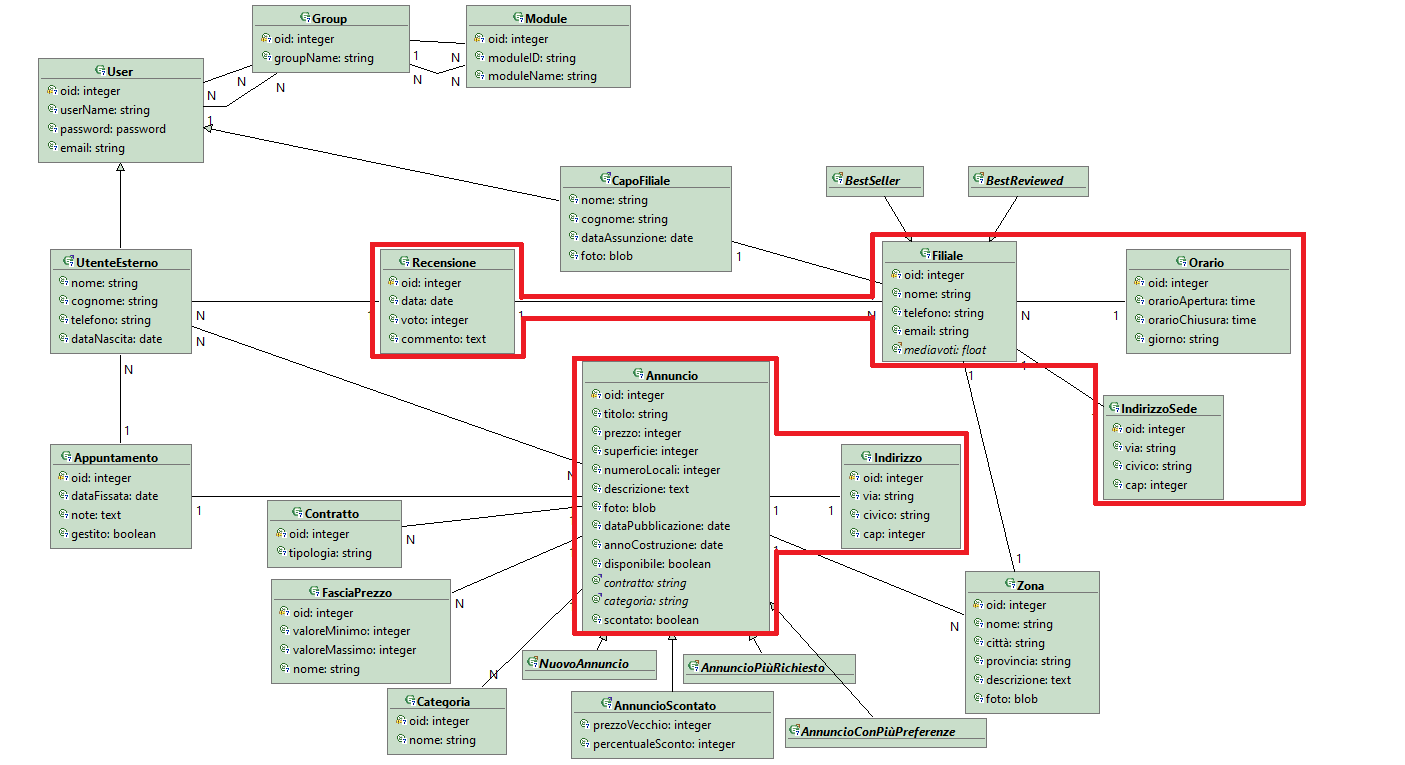 Group
oid: integer
groupName: string
1
N
N
N
Module
oid: integer
moduleID: string
moduleName: string
User
oid: integer
userName: string
password: password
email: string
N
N
N
1
CapoFiliale
nome: string
cognome: string
dataAssunzione: date
foto: blob
1
BestSeller
BestReviewed
UtenteEsterno
nome: string
cognome: string
telefono: string
dataNascita: date
N
N
N
1
Recensione
oid: integer
data: date
voto: integer
commento: text
1
N
Filiale
oid: integer
nome: string
telefono: string
email: string
mediavoti: float
N
1
1
1
Orario
oid: integer
orarioApertura: time
orarioChiusura: time
giorno: string
IndirizzoSede
oid: integer
via: string
civico: string
cap: integer
Annuncio
oid: integer
titolo: string
prezzo: integer
superficie: integer
numeroLocali: integer
descrizione: text
foto: blob
dataPubblicazione: date
annoCostruzione: date
disponibile: boolean
contratto: string
categoria: string
scontato: boolean
N
1
1
Indirizzo
oid: integer
via: string
civico: string
cap: integer
Appuntamento
oid: integer
dataFissata: date
note: text
gestito: boolean
1
Contratto
oid: integer
tipologia: string
N
FasciaPrezzo
oid: integer
valoreMinimo: integer
valoreMassimo: integer
nome: string
N
Categoria
oid: integer
nome: string
N
NuovoAnnuncio
AnnuncioPiùRichiesto
AnnuncioScontato
prezzoVecchio: integer
percentualeSconto: integer
AnnuncioConPiùPreferenze
1
N
Zona
oid: integer
nome: string
città: string
provincia: string
descrizione: text
foto: blob